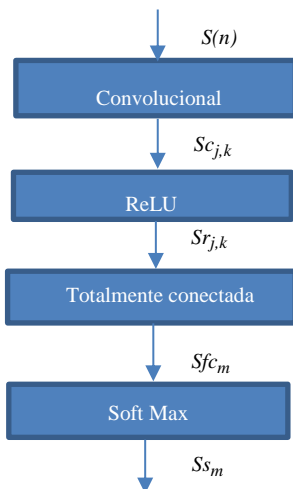 S(n)
Convolucional
Sc_{j,k}
ReLU
Sr_{j,k}
Totalmente conectada
Sfc_m
Soft Max
Ss_m